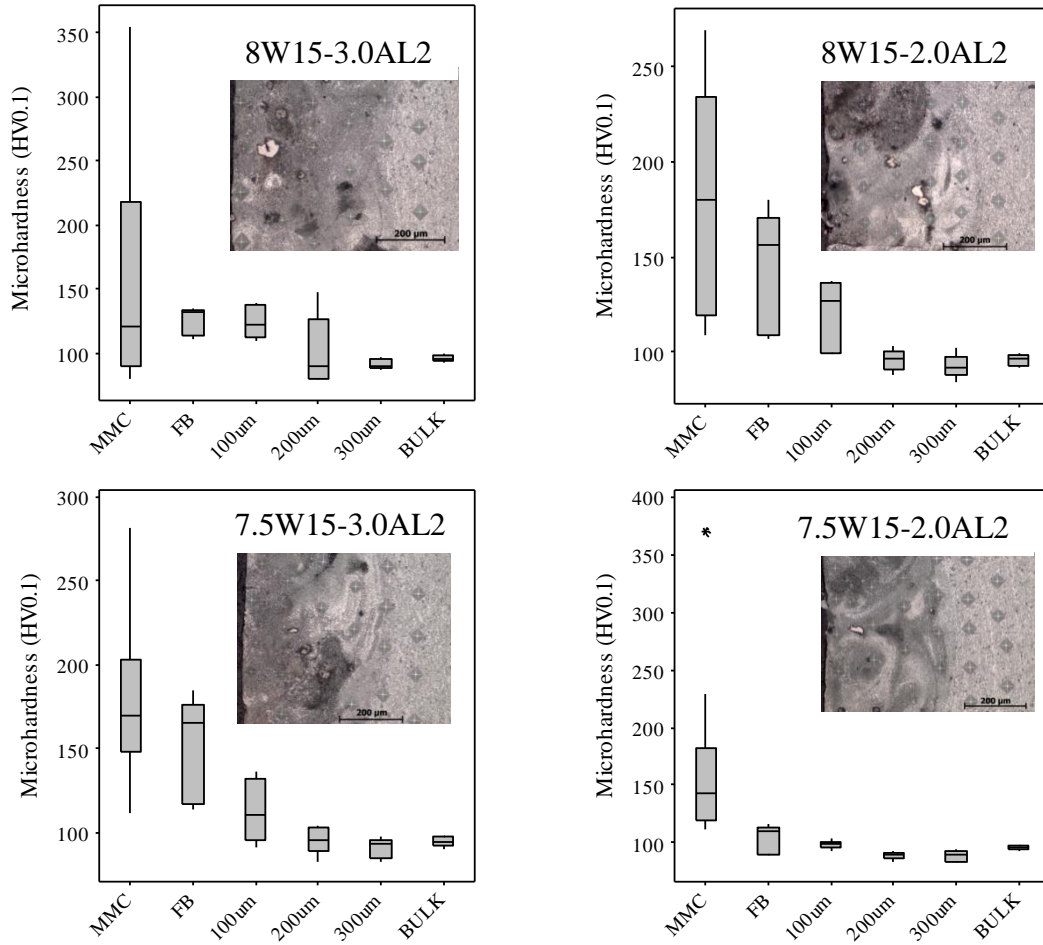 8W15-3.0AL2
Microhardness (HV0.1)
350
300
250
200
150
100
200 µm
MMC
FB
100um
200um
300um
BULK
8W15-2.0AL2
Microhardness (HV0.1)
250
200
150
100
200 µm
MMC
FB
100um
200um
300um
BULK
7.5W15-3.0AL2
Microhardness (HV0.1)
300
250
200
150
100
200 µm
MMC
FB
100um
200um
300um
BULK
7.5W15-2.0AL2
Microhardness (HV0.1)
400
350
300
250
200
150
100
200 µm
MMC
FB
100um
200um
300um
BULK